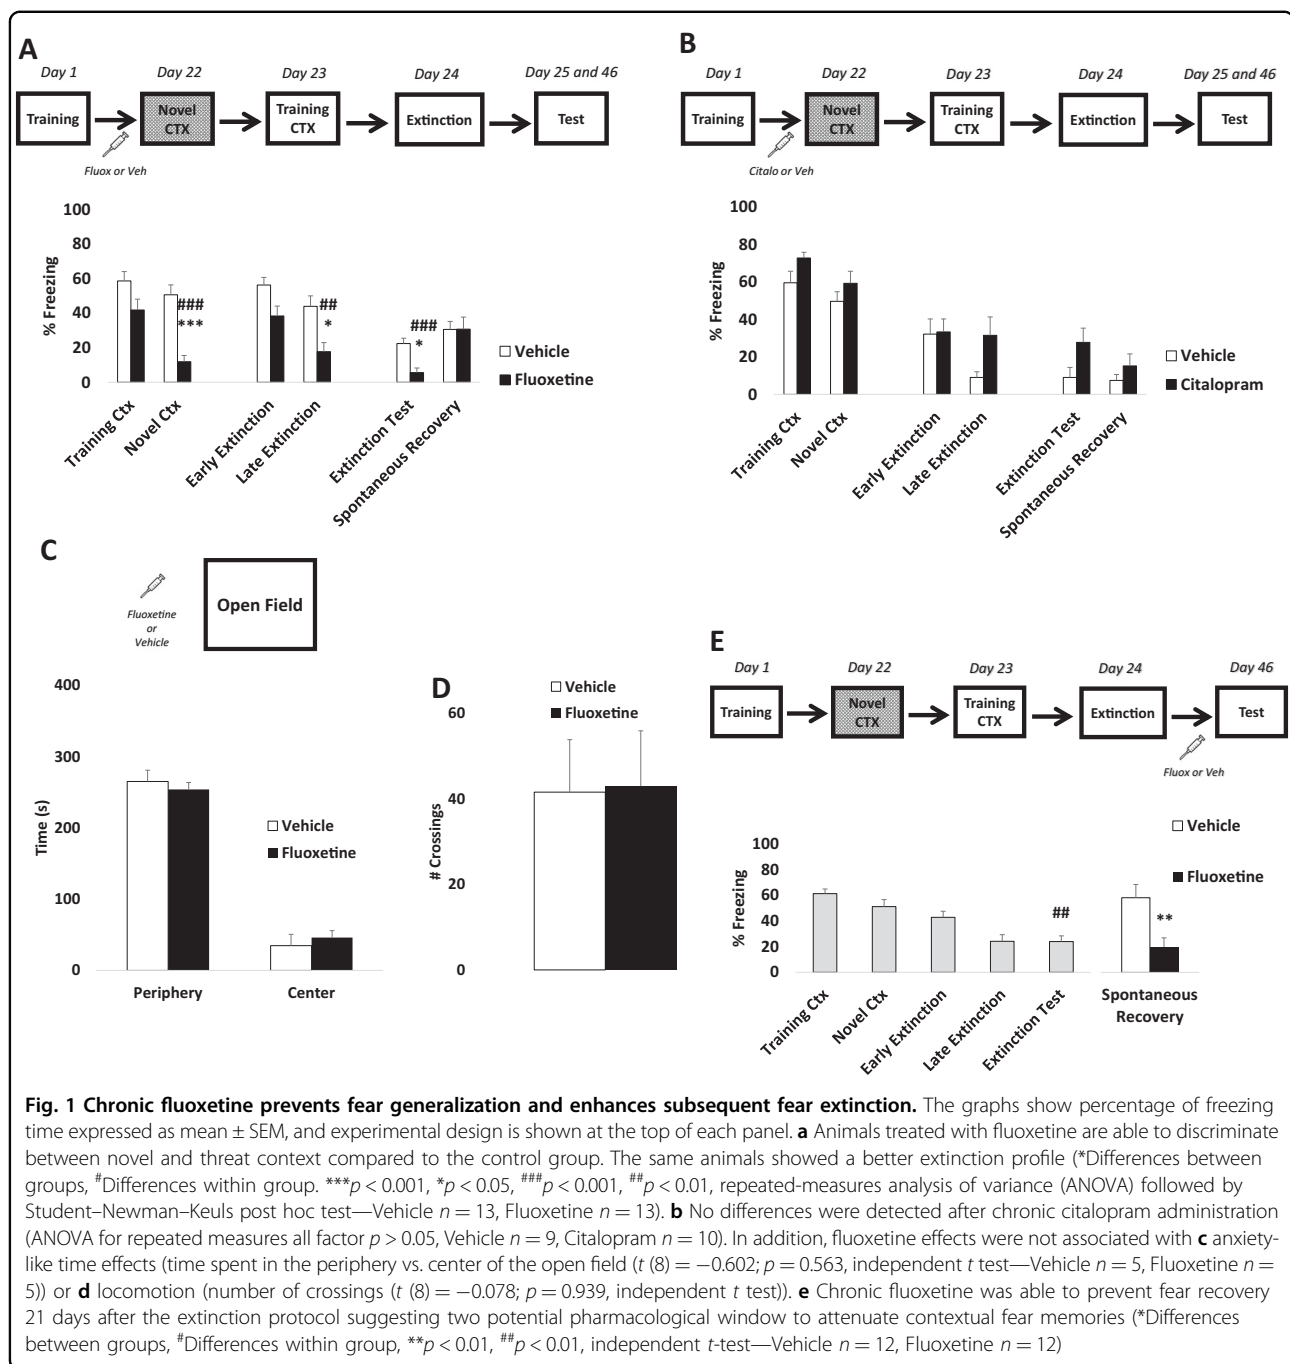 A
Day 1
Day 22
Day 23
Day 24
Day 25 and 46
Training
Novel
CTX
Training
CTX
Extinction
Test
Fluox or Veh
100
80
60
40
20
0
% Freezing
###
***
##
*
###
*
Vehicle
Fluoxetine
Training Ctx
Novel Ctx
Early Extinction
Late Extinction
Extinction Test
Spontaneous Recovery
B
Day 1
Day 22
Day 23
Day 24
Day 25 and 46
Training
Novel
CTX
Training
CTX
Extinction
Test
Citalo or Veh
100
80
60
40
20
0
% Freezing
Vehicle
Citalopram
Training Ctx
Novel Ctx
Early Extinction
Late Extinction
Extinction Test
Spontaneous Recovery
C
Fluoxetine
or
Vehicle
Open Field
400
300
200
100
0
Time (s)
Vehicle
Fluoxetine
Periphery
Center
D
Vehicle
Fluoxetine
60
40
20
0
# Crossings
E
Day 1
Day 22
Day 23
Day 24
Day 46
Training
Novel
CTX
Training
CTX
Extinction
Test
Fluox or Veh
Vehicle
Fluoxetine
100
80
60
40
20
0
% Freezing
##
**
Training Ctx
Novel Ctx
Early Extinction
Late Extinction
Extinction Test
Spontaneous
Recovery
Fig. 1 Chronic fluoxetine prevents fear generalization and enhances subsequent fear extinction. The graphs show percentage of freezing
time expressed as mean ± SEM, and experimental design is shown at the top of each panel. a Animals treated with fluoxetine are able to discriminate
between novel and threat context compared to the control group. The same animals showed a better extinction profile (*Differences between
groups, #Differences within group. ***p < 0.001, *p < 0.05, ###p < 0.001, ##p < 0.01, repeated-measures analysis of variance (ANOVA) followed by
Student–Newman–Keuls post hoc test—Vehicle n = 13, Fluoxetine n = 13). b No differences were detected after chronic citalopram administration
(ANOVA for repeated measures all factor p > 0.05, Vehicle n = 9, Citalopram n = 10). In addition, fluoxetine effects were not associated with c anxiety-
like time effects (time spent in the periphery vs. center of the open field (t (8) = −0.602; p = 0.563, independent t test—Vehicle n = 5, Fluoxetine n =
5)) or d locomotion (number of crossings (t (8) = −0.078; p = 0.939, independent t test)). e Chronic fluoxetine was able to prevent fear recovery
21 days after the extinction protocol suggesting two potential pharmacological window to attenuate contextual fear memories (*Differences
between groups, #Differences within group, **p < 0.01, ##p < 0.01, independent t-test—Vehicle n = 12, Fluoxetine n = 12)